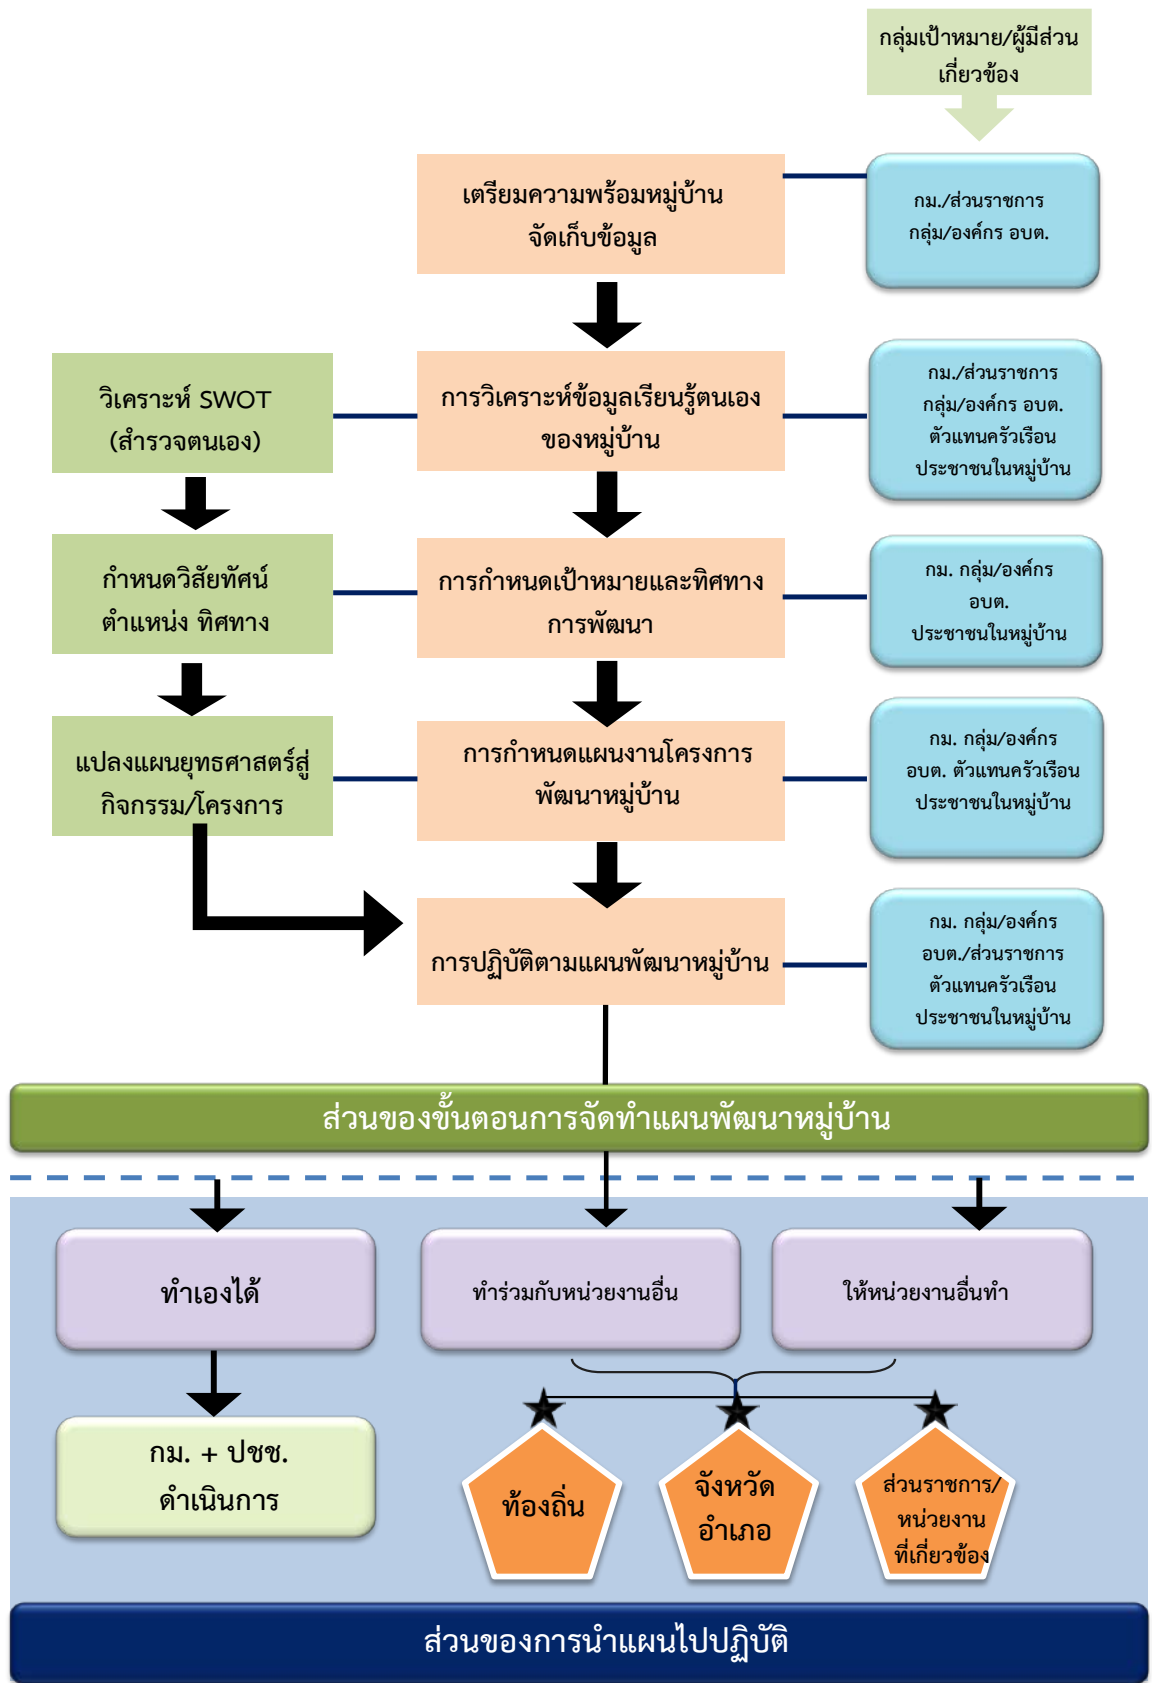 กลุ่มเป้าหมาย/ผู้มีส่วน
เกี่ยวข้อง
เตรียมความพร้อมหมู่บ้าน
จัดเก็บข้อมูล
กม./ส่วนราชการ
กลุ่ม/องค์กร อบต.
วิเคราะห์ SWOT
(สำรวจตนเอง)
การวิเคราะห์ข้อมูลเรียนรู้ตนเอง
ของหมู่บ้าน
กม./ส่วนราชการ
กลุ่ม/องค์กร อบต.
ตัวแทนครัวเรือน
ประชาชนในหมู่บ้าน
กำหนดวิสัยทัศน์
ตำแหน่ง ทิศทาง
การกำหนดเป้าหมายและทิศทาง
การพัฒนา
กม. กลุ่ม/องค์กร
อบต.
ประชาชนในหมู่บ้าน
แปลงแผนยุทธศาสตร์สู่
กิจกรรม/โครงการ
การกำหนดแผนงานโครงการ
พัฒนาหมู่บ้าน
กม. กลุ่ม/องค์กร
อบต. ตัวแทนครัวเรือน
ประชาชนในหมู่บ้าน
การปฏิบัติตามแผนพัฒนาหมู่บ้าน
กม. กลุ่ม/องค์กร
อบต./ส่วนราชการ
ตัวแทนครัวเรือน
ประชาชนในหมู่บ้าน
ส่วนของขั้นตอนการจัดทำแผนพัฒนาหมู่บ้าน
ทำเองได้
ทำร่วมกับหน่วยงานอื่น
ให้หน่วยงานอื่นทำ
กม. + ปชช.
ดำเนินการ
ท้องถิ่น
จังหวัด
อำเภอ
ส่วนราชการ/
หน่วยงาน
ที่เกี่ยวข้อง
ส่วนของการนำแผนไปปฏิบัติ